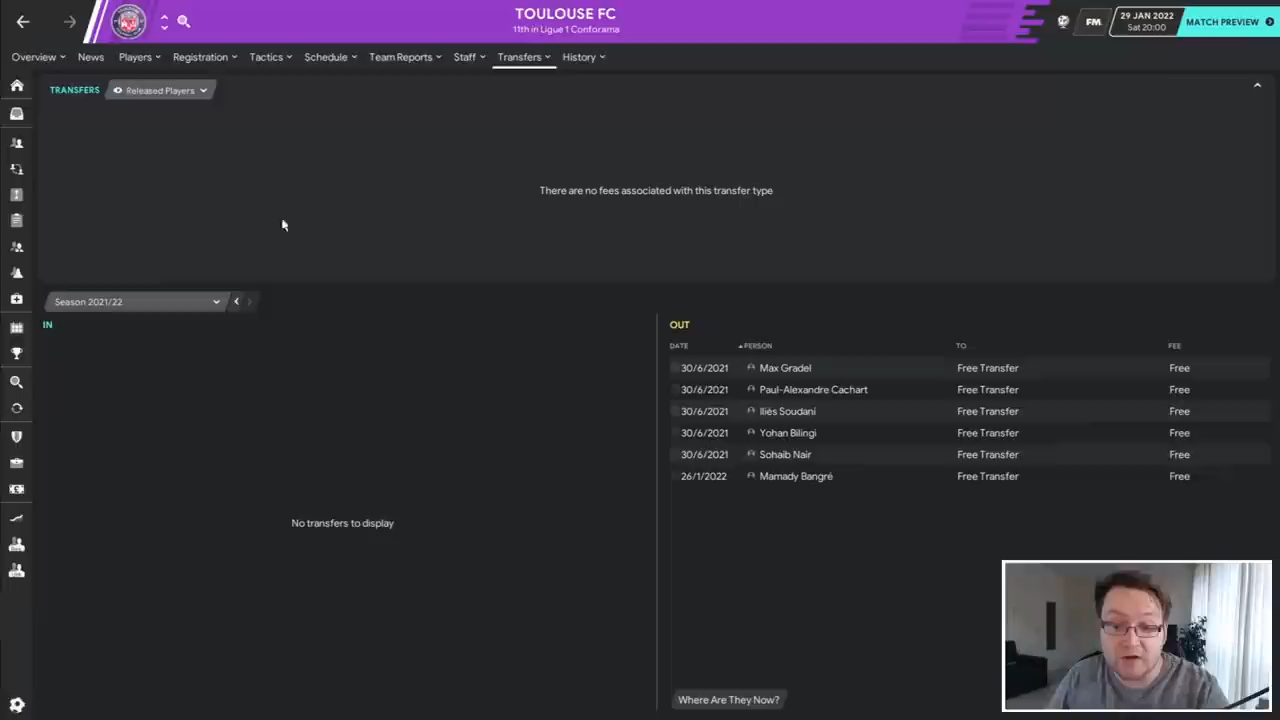 TOULOUSE FC
11th in Ligue 1 Conforama
FM
29 JAN 2022
Sat 20:00
MATCH PREVIEW
Overview
News
Players
Registration
Tactics
Schedule
Team Reports
Staff
Transfers
History
TRANSFERS
Released Players
There are no fees associated with this transfer type
Season 2021/22
IN
No transfers to display
OUT
DATE PERSON TO FEE
30/6/2021 Max Gradel Free Transfer Free
30/6/2021 Paul-Alexandre Cachart Free Transfer Free
30/6/2021 Iliès Soudani Free Transfer Free
30/6/2021 Yohan Bilingi Free Transfer Free
30/6/2021 Sohaib Nair Free Transfer Free
26/1/2022 Mamady Bangré Free Transfer Free
Where Are They Now?